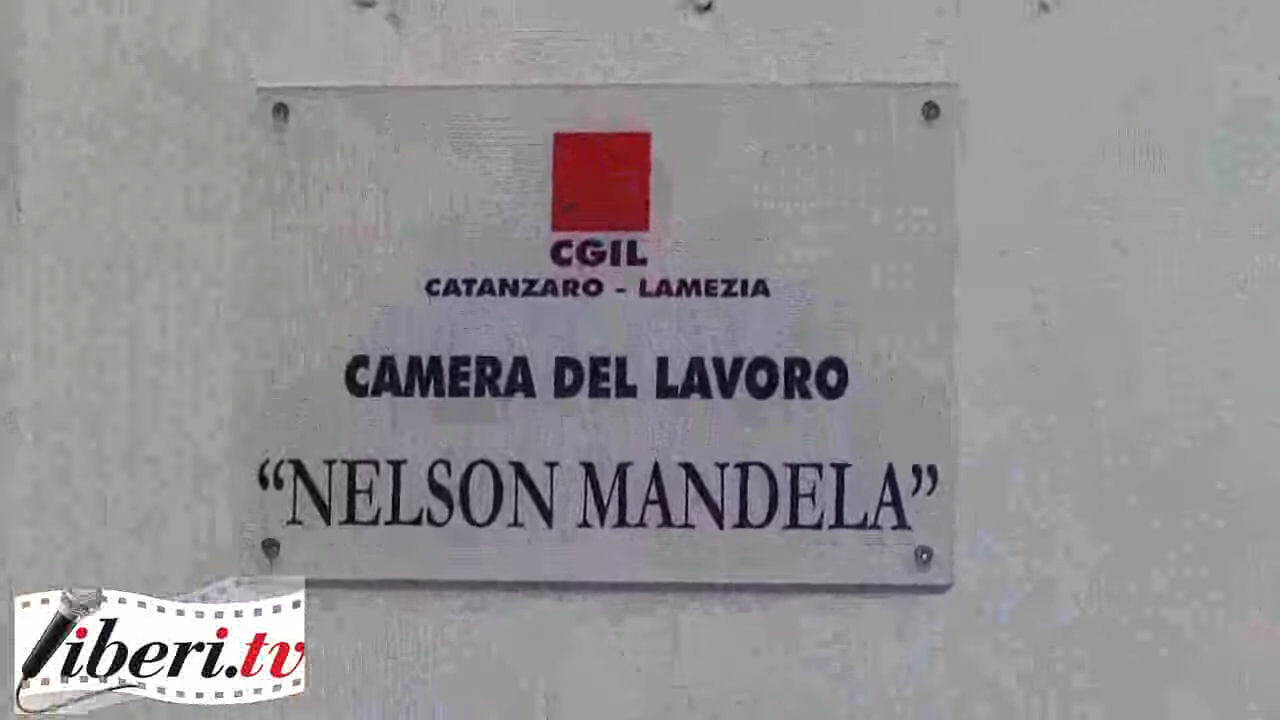 CGIL
CATANZARO - LAMEZIA
CAMERA DEL LAVORO
“NELSON MANDELA”
liberi.tv